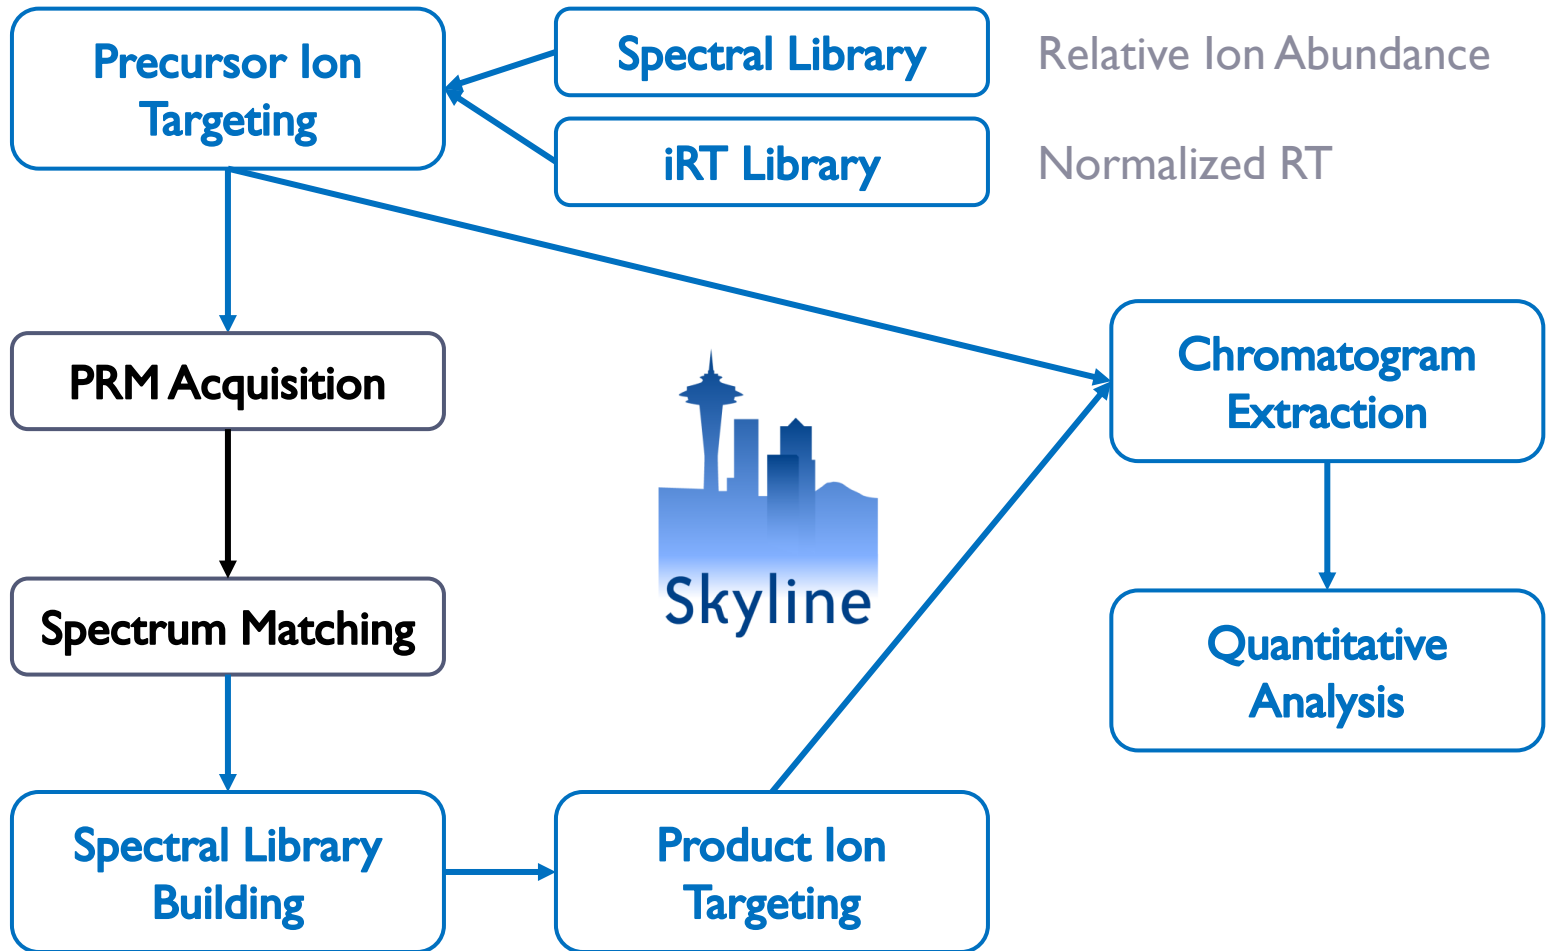 Precursor Ion
Targeting
Spectral Library
Relative Ion Abundance
iRT Library
Normalized RT
PRM Acquisition
Chromatogram
Extraction
Skyline
Spectrum Matching
Quantitative
Analysis
Spectral Library
Building
Product Ion
Targeting